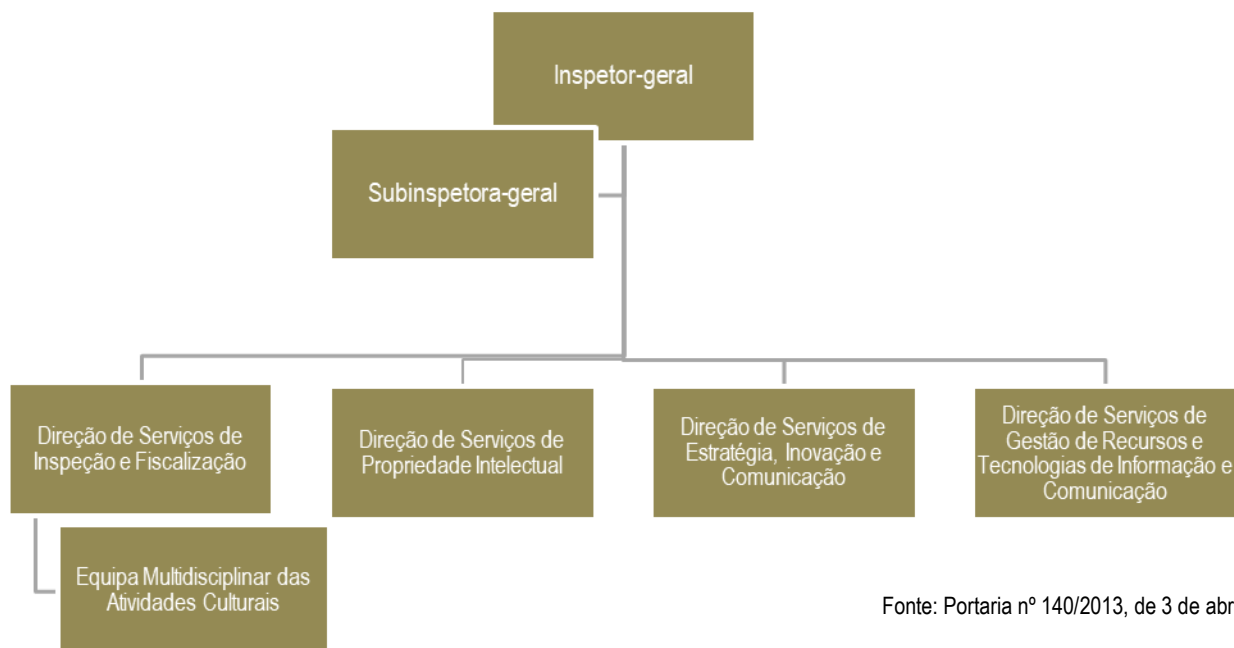 Inspetor-geral
Subinspetora-geral
Direção de Serviços de
Inspeção e Fiscalização
Direção de Serviços de
Propriedade Intelectual
Direção de Serviços de
Estratégia, Inovação e
Comunicação
Direção de Serviços de
Gestão de Recursos e
Tecnologias de Informação e
Comunicação
Equipa Multidisciplinar das
Atividades Culturais
Fonte: Portaria nº 140/2013, de 3 de abr